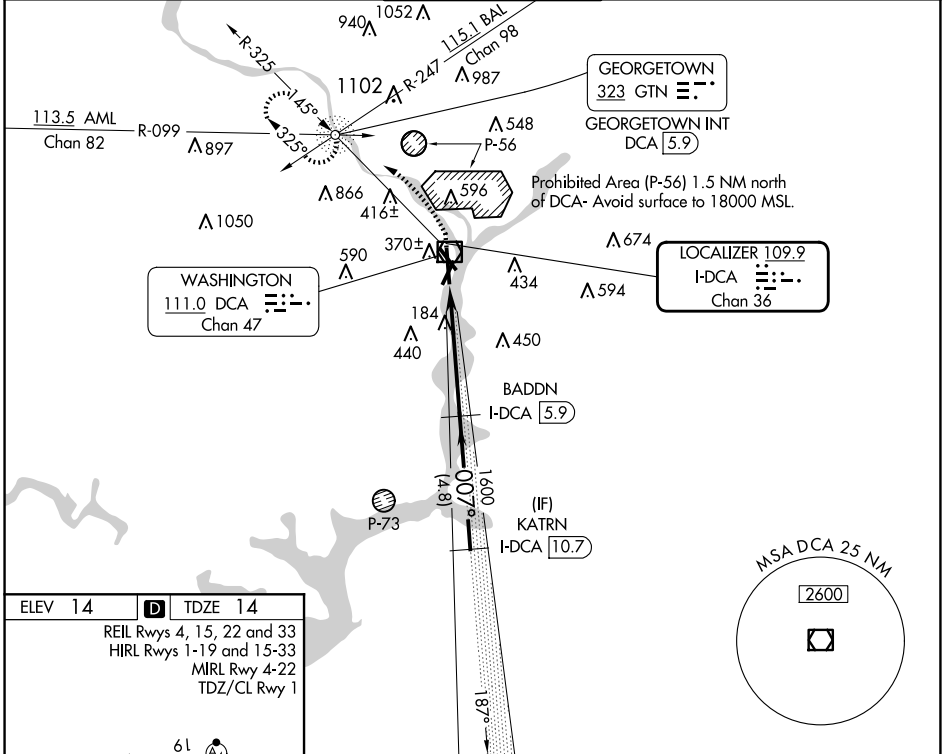 1052
940
115.1 BAL
Chan 98
R-247
R-325
1102
987
145°
325°
GEORGETOWN
323 GTN
GEORGETOWN INT
DCA 5.9
113.5 AML
Chan 82
R-099
897
548
P-56
Prohibited Area (P-56) 1.5 NM north
of DCA- Avoid surface to 18000 MSL.
866
596
416±
1050
370±
590
674
434
594
LOCALIZER 109.9
I-DCA
Chan 36
WASHINGTON
111.0 DCA
Chan 47
184
440
450
BADDN
I-DCA 5.9
1600
007°
(4.8)
(IF)
KATRN
I-DCA 10.7
P-73
187°
MSA DCA 25 NM
2600
ELEV 14 D TDZE 14
REIL Rwys 4, 15, 22 and 33
HIRL Rwys 1-19 and 15-33
MIRL Rwy 4-22
TDZ/CL Rwy 1
19